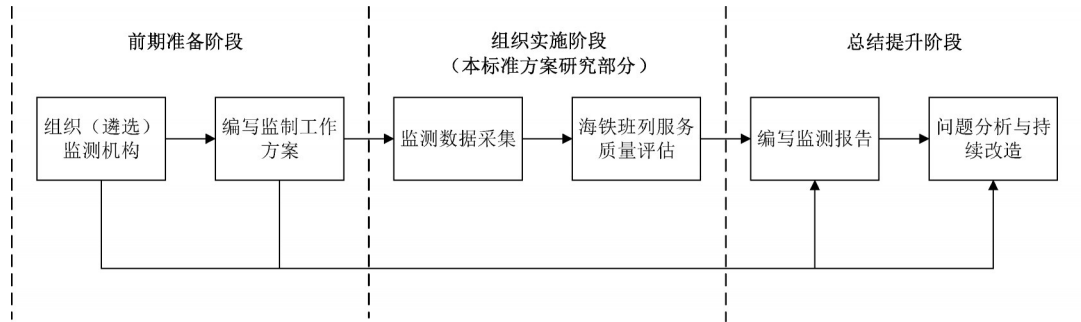 前期准备阶段
组织实施阶段
（本标准方案研究部分）
总结提升阶段
组织（遴选）
监测机构
编写监制工作
方案
监测数据采集
海铁班列服务
质量评估
编写监测报告
问题分析与持
续改造